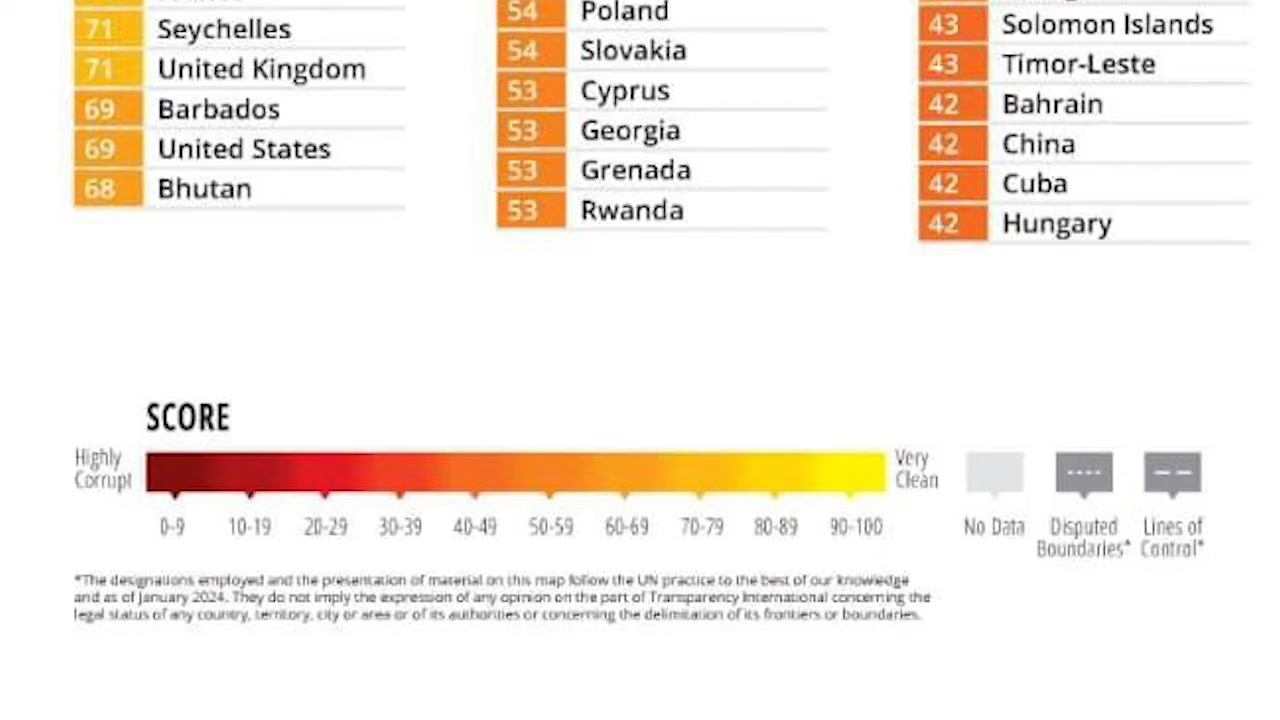 71 Seychelles
71 United Kingdom
69 Barbados
69 United States
68 Bhutan
54 Poland
54 Slovakia
53 Cyprus
53 Georgia
53 Grenada
53 Rwanda
43 Solomon Islands
43 Timor-Leste
42 Bahrain
42 China
42 Cuba
42 Hungary
SCORE
Highly
Corrupt
Very
Clean
0-9 10-19 20-29 30-39 40-49 50-59 60-69 70-79 80-89 90-100
No Data
Disputed
Boundaries*
Lines of
Control*
*The designations employed and the presentation of material on this map follow the UN practice to the best of our knowledge
and as of January 2024. They do not imply the expression of any opinion on the part of Transparency International concerning the
legal status of any country, territory, city or area or of its authorities or concerning the delimitation of its frontiers or boundaries.